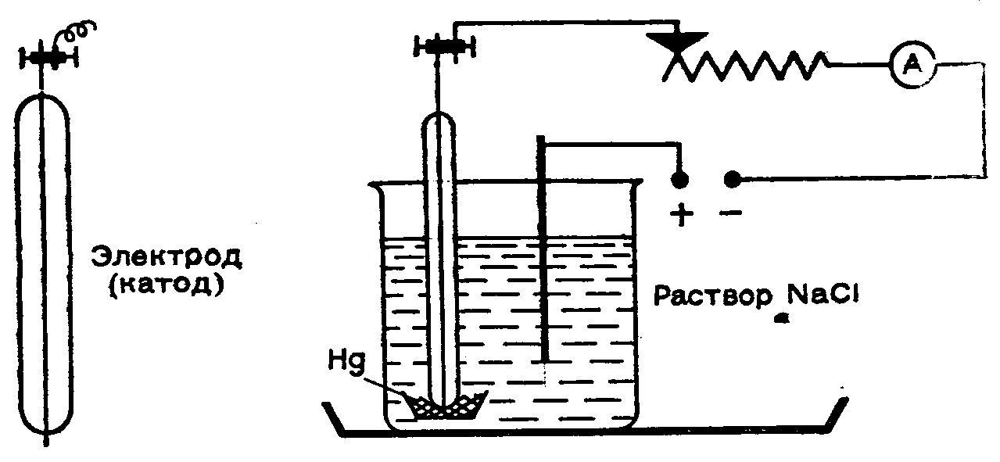 A
+ −
Электрод
(катод)
Раствор NaCl
Hg